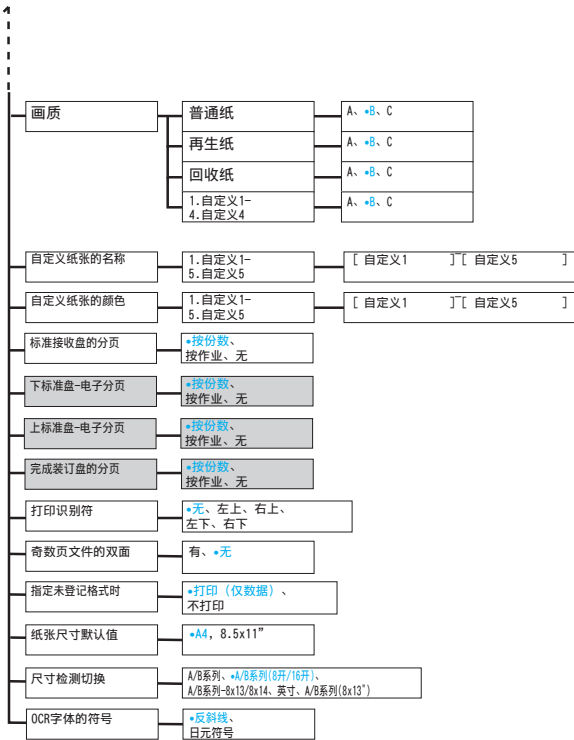 画质
普通纸
A、•B、C
再生纸
A、•B、C
回收纸
A、•B、C
1.自定义1-
4.自定义4
A、•B、C
自定义纸张的名称
1.自定义1-
5.自定义5
[ 自定义1 ]-[ 自定义5 ]
自定义纸张的颜色
1.自定义1-
5.自定义5
[ 自定义1 ]-[ 自定义5 ]
标准接收盘的分页
•按份数、
按作业、无
下标准盘-电子分页
•按份数、
按作业、无
上标准盘-电子分页
•按份数、
按作业、无
完成装订盘的分页
•按份数、
按作业、无
打印识别符
•无、左上、右上、
左下、右下
奇数页文件的双面
有、•无
指定未登记格式时
•打印（仅数据）、
不打印
纸张尺寸默认值
•A4, 8.5x11”
尺寸检测切换
A/B系列、•A/B系列(8开/16开)、
A/B系列-8x13/8x14、英寸、A/B系列(8x13")
OCR字体的符号
•反斜线、
日元符号